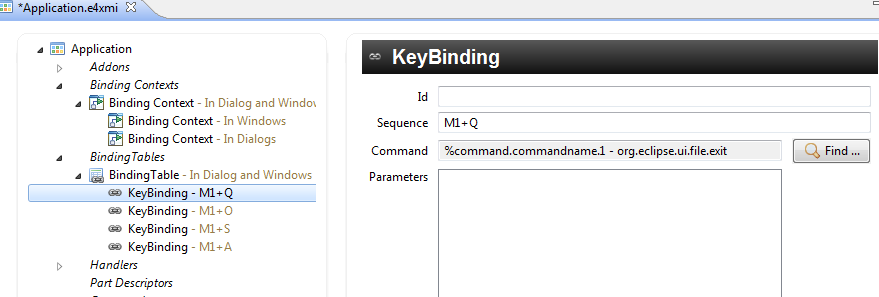 *Application.e4xmi
Application
Addons
Binding Contexts
Binding Context - In Dialog and Windov
Binding Context - In Windows
Binding Context - In Dialogs
BindingTables
BindingTable - In Dialog and Windows
KeyBinding - M1+Q
KeyBinding - M1+O
KeyBinding - M1+S
KeyBinding - M1+A
Handlers
Part Descriptors
KeyBinding
Id
Sequence M1+Q
Command %command.commandname.1 - org.eclipse.ui.file.exit Find ...
Parameters